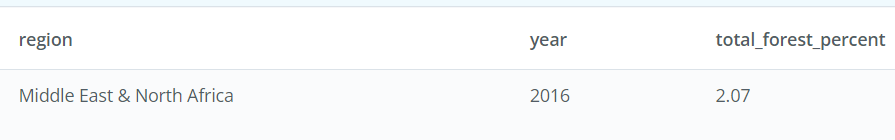 region year total_forest_percent
Middle East & North Africa 2016 2.07